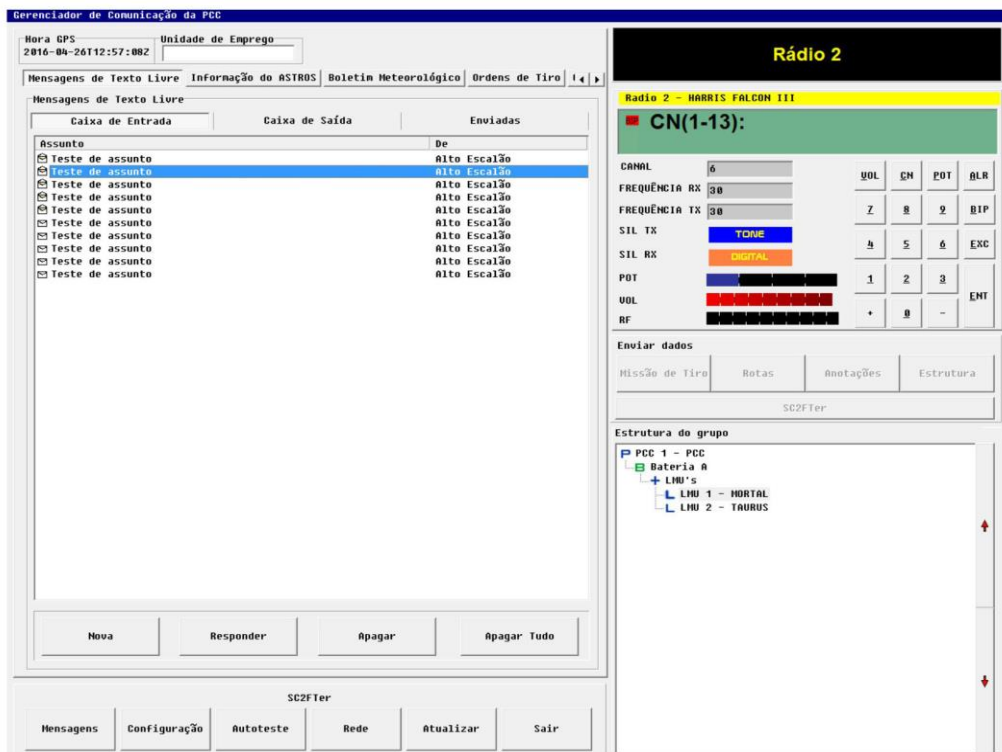 Gerenciador de Comunicação da PCC
Hora GPS
2016-04-26T12:57:08Z
Unidade de Emprego
Mensagens de Texto Livre
Informação do ASTROS
Boletim Meteorológico
Ordens de Tiro
Mensagens de Texto Livre
Caixa de Entrada
Caixa de Saída
Enviadas
Assunto De
Teste de assunto Alto Escalão
Teste de assunto Alto Escalão
Teste de assunto Alto Escalão
Teste de assunto Alto Escalão
Teste de assunto Alto Escalão
Teste de assunto Alto Escalão
Teste de assunto Alto Escalão
Teste de assunto Alto Escalão
Teste de assunto Alto Escalão
Teste de assunto Alto Escalão
Nova
Responder
Apagar
Apagar Tudo
SC2FTer
Mensagens
Configuração
Autoteste
Rede
Atualizar
Sair
Rádio 2
Radio 2 - HARRIS FALCON III
CN(1-13):
CANAL 6
FREQUÊNCIA RX 30
FREQUÊNCIA TX 30
SIL TX TONE
SIL RX DIGITAL
POT
VOL
RF
VOL CN POT ALR
7 8 9 BIP
4 5 6 EXC
1 2 3
ENT
+ 0 -
Enviar dados
Missão de Tiro
Rotas
Anotações
Estrutura
SC2FTer
Estrutura do grupo
P PCC 1 - PCC
B Bateria A
+ LMU's
L LMU 1 - MORTAL
L LMU 2 - TAURUS